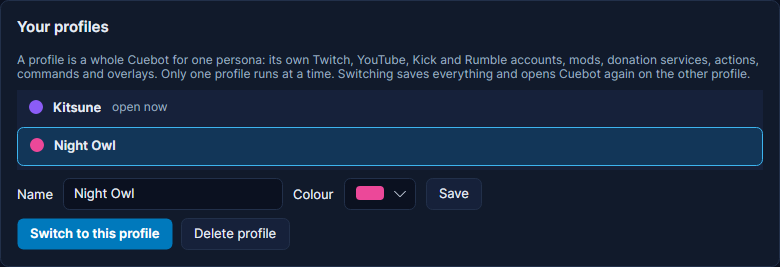 Your profiles
A profile is a whole Cuebot for one persona: its own Twitch, YouTube, Kick and Rumble accounts, mods, donation services, actions,
commands and overlays. Only one profile runs at a time. Switching saves everything and opens Cuebot again on the other profile.
Kitsune open now
Night Owl
Name Night Owl Colour Save
Switch to this profile Delete profile